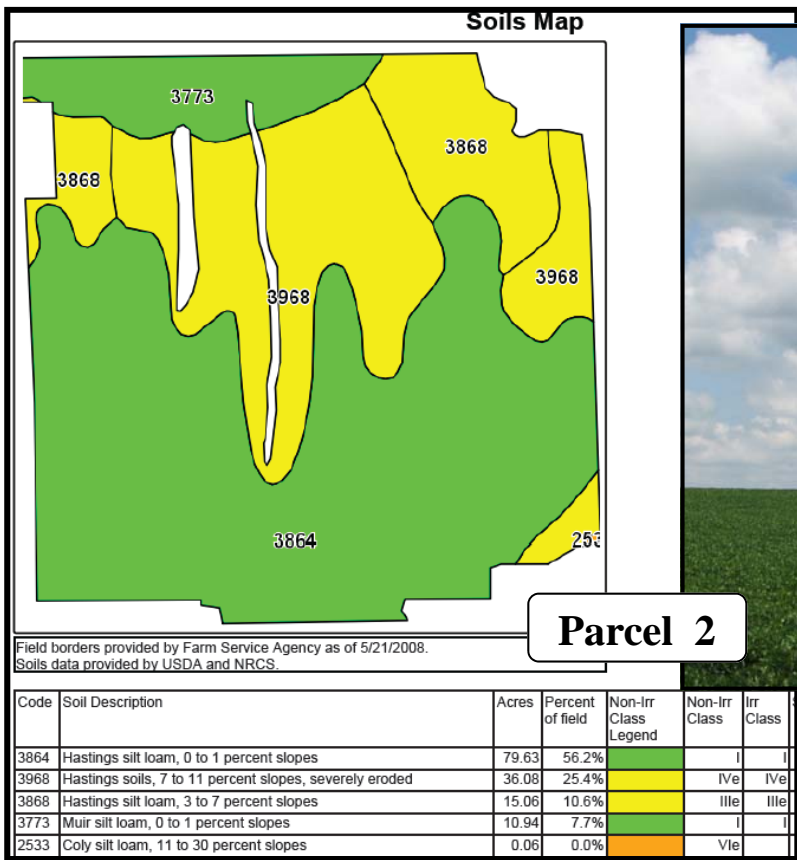 Soils Map
3773
3868
3868
3968
3968
3864
253
Parcel 2
Field borders provided by Farm Service Agency as of 5/21/2008.
Soils data provided by USDA and NRCS.
Code Soil Description Acres Percent of field Non-Irr Class Legend Non-Irr Class Irr Class
3864 Hastings silt loam, 0 to 1 percent slopes 79.63 56.2% I I
3968 Hastings soils, 7 to 11 percent slopes, severely eroded 36.08 25.4% IVe IVe
3868 Hastings silt loam, 3 to 7 percent slopes 15.06 10.6% IIIe IIIe
3773 Muir silt loam, 0 to 1 percent slopes 10.94 7.7% I I
2533 Coly silt loam, 11 to 30 percent slopes 0.06 0.0% VIe